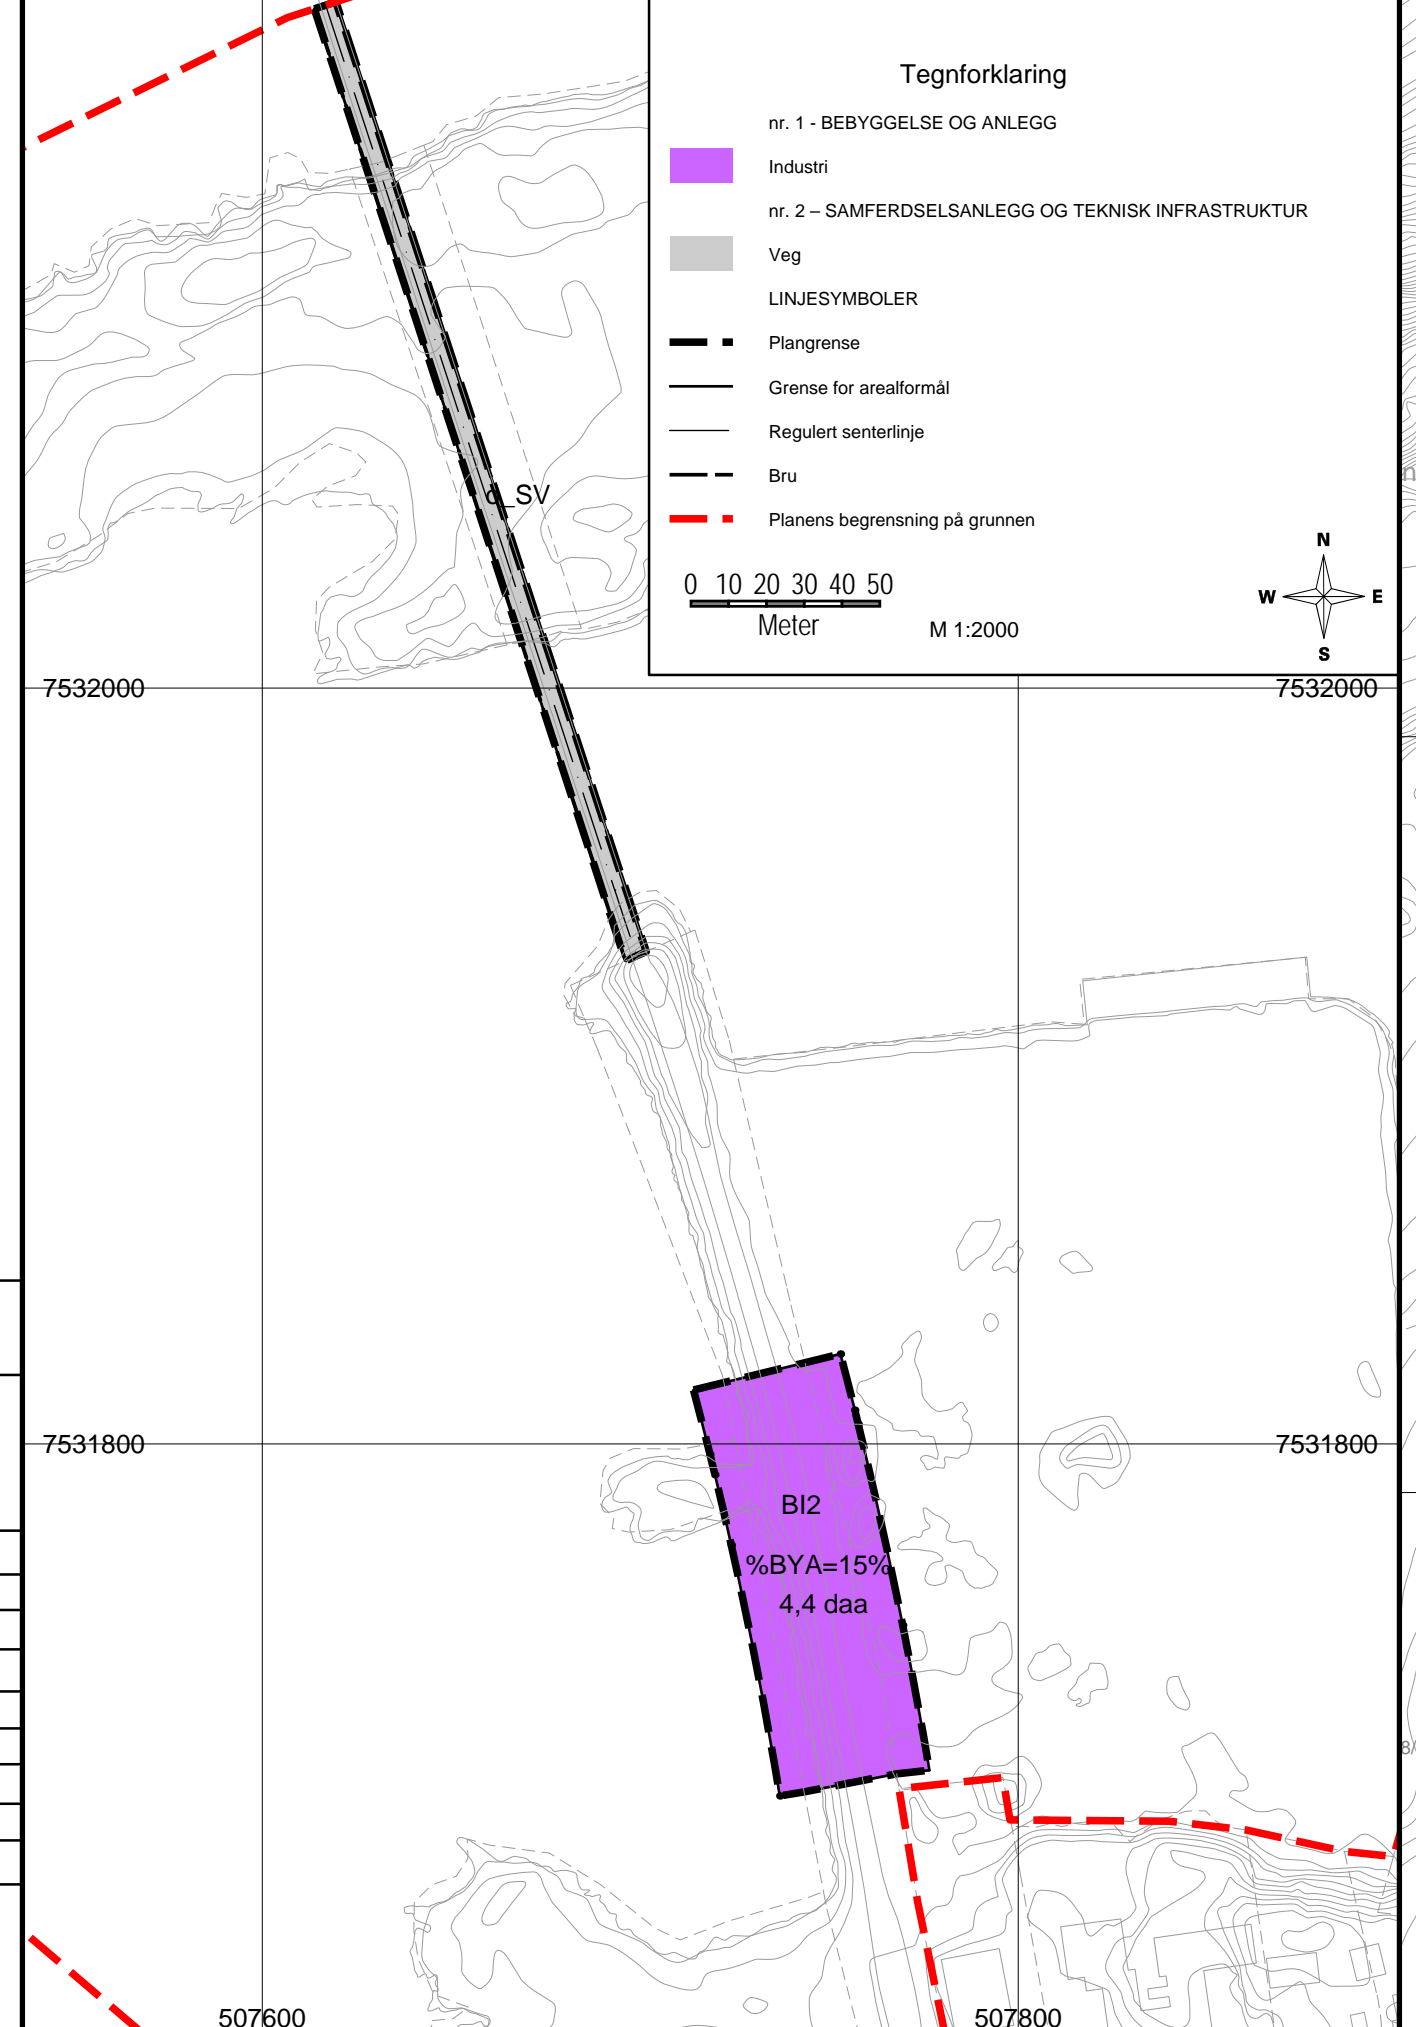 Tegnforklaring
nr. 1 - BEBYGGELSE OG ANLEGG
Industri
nr. 2 – SAMFERDSELSANLEGG OG TEKNISK INFRASTRUKTUR
Veg
LINJESYMBOLER
Plangrense
Grense for arealformål
Regulert senterlinje
Bru
Planens begrensning på grunnen
0 10 20 30 40 50
Meter
M 1:2000
N
W E
S
o_SV
7532000 7532000
7531800 7531800
BI2
%BYA=15%
4,4 daa
507600 507800